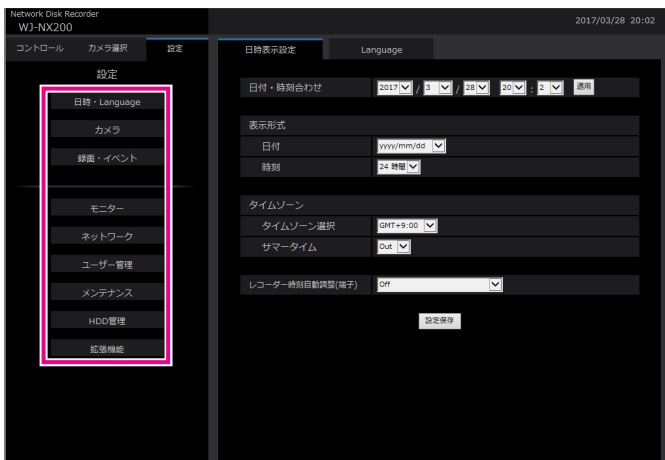 Network Disk Recorder
WJ-NX200
2017/03/28 20:02
コントロール カメラ選択 設定
設定
日時・Language
カメラ
録画・イベント
モニター
ネットワーク
ユーザー管理
メンテナンス
HDD管理
拡張機能
日時表示設定 Language
日付・時刻合わせ 2017 / 3 / 28 20 : 2 適用
表示形式
日付 yyyy/mm/dd
時刻 24 時間
タイムゾーン
タイムゾーン選択 GMT+9:00
サマータイム Out
レコーダー時刻自動調整(端子) Off
設定保存